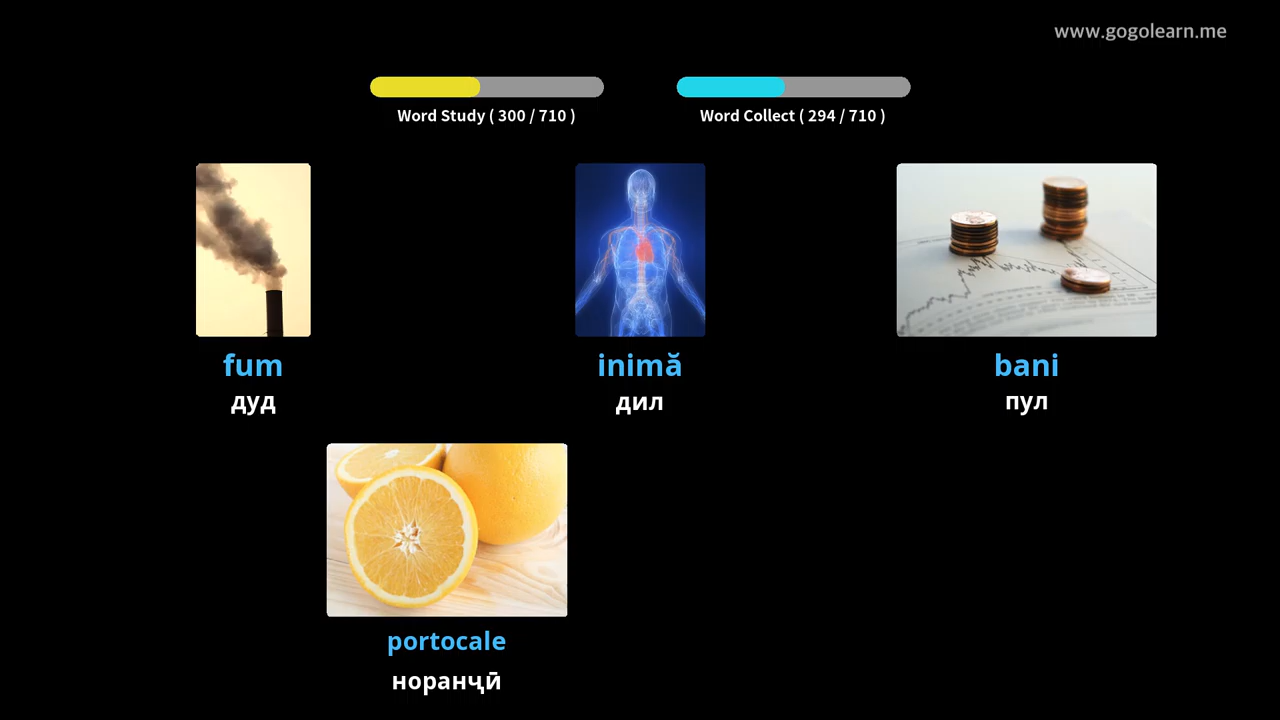 www.gogolearn.me
Word Study ( 300 / 710 )
Word Collect ( 294 / 710 )
fum
дуд
inimă
дил
bani
пул
portocale
норанҷӣ